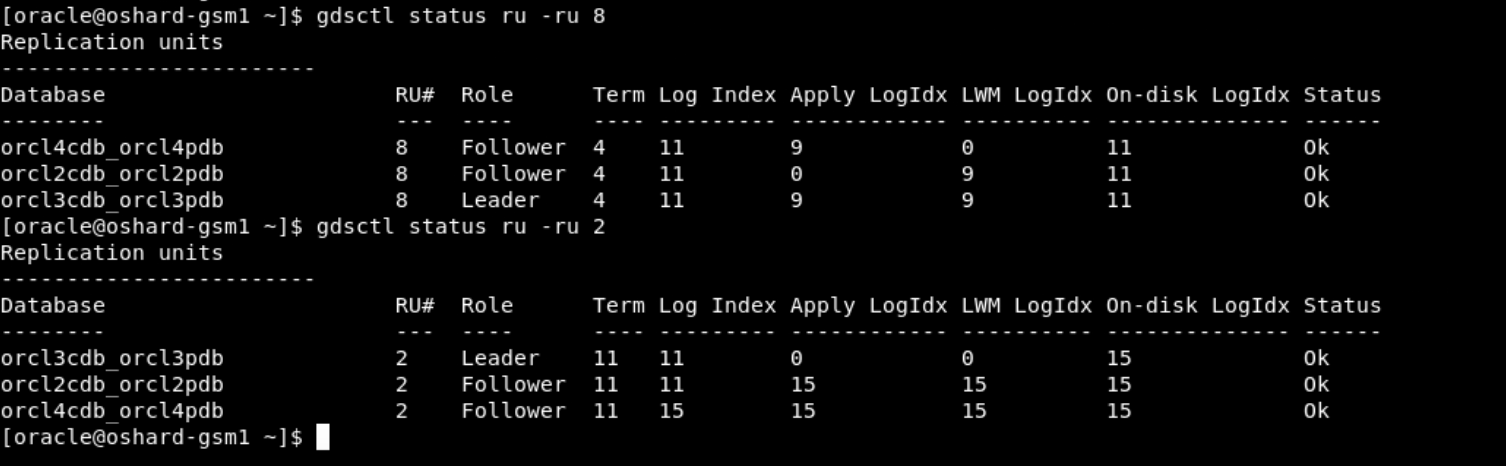 [oracle@oshard-gsm1 ~]$ gdsctl status ru -ru 8
Replication units
------------------------
Database                      RU#  Role      Term Log Index Apply LogIdx LWM LogIdx On-disk LogIdx Status
--------                      ---  ----      ---- --------- ------------ ---------- -------------- ------
orcl4cdb_orcl4pdb             8    Follower  4    11        9            0          11             Ok
orcl2cdb_orcl2pdb             8    Follower  4    11        0            9          11             Ok
orcl3cdb_orcl3pdb             8    Leader    4    11        9            9          11             Ok
[oracle@oshard-gsm1 ~]$ gdsctl status ru -ru 2
Replication units
------------------------
Database                      RU#  Role      Term Log Index Apply LogIdx LWM LogIdx On-disk LogIdx Status
--------                      ---  ----      ---- --------- ------------ ---------- -------------- ------
orcl3cdb_orcl3pdb             2    Leader    11   11        0            0          15             Ok
orcl2cdb_orcl2pdb             2    Follower  11   11        15           15         15             Ok
orcl4cdb_orcl4pdb             2    Follower  11   15        15           15         15             Ok
[oracle@oshard-gsm1 ~]$